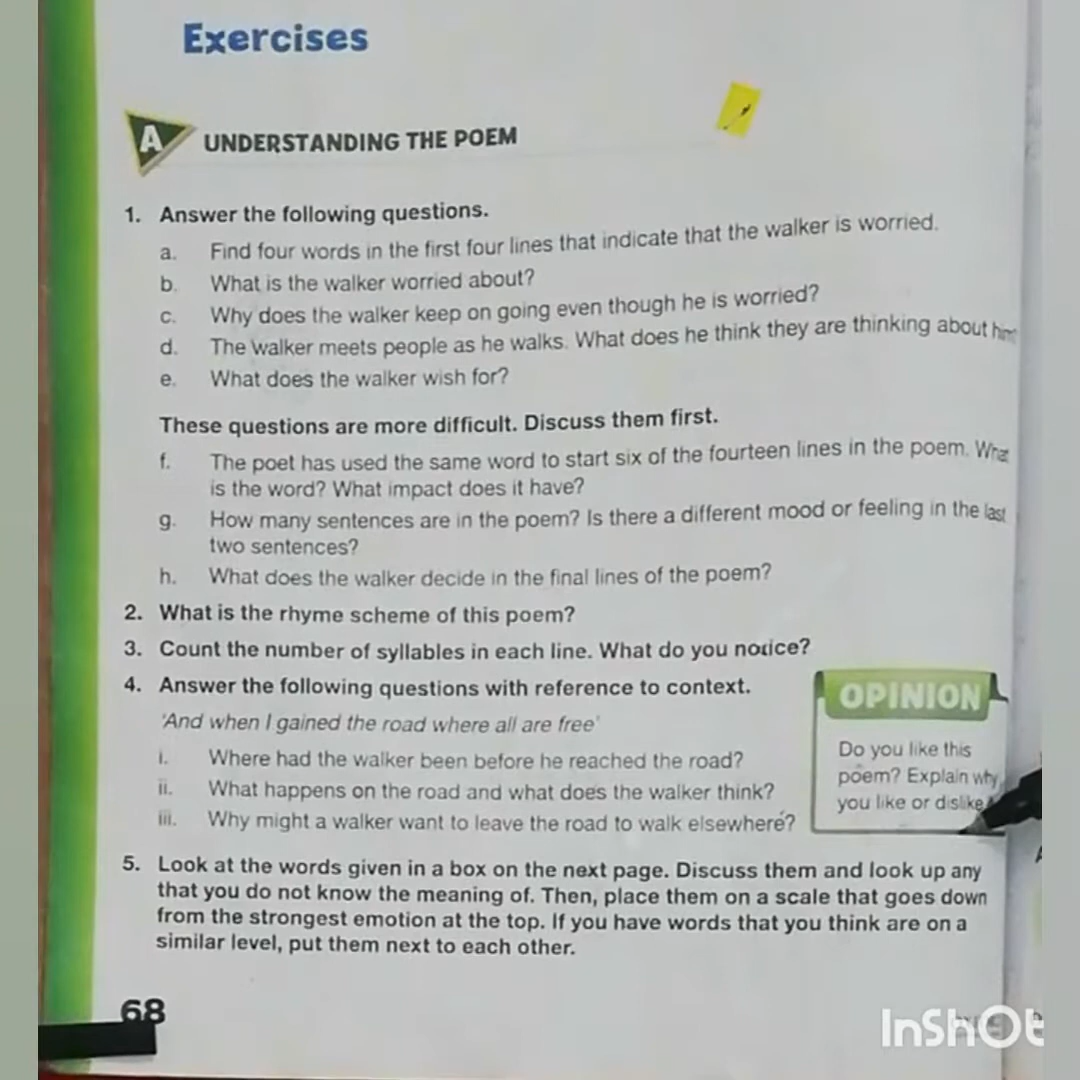 Exercises
A UNDERSTANDING THE POEM
1. Answer the following questions.
a. Find four words in the first four lines that indicate that the walker is worried.
b. What is the walker worried about?
c. Why does the walker keep on going even though he is worried?
d. The walker meets people as he walks. What does he think they are thinking about him
e. What does the walker wish for?
These questions are more difficult. Discuss them first.
f. The poet has used the same word to start six of the fourteen lines in the poem. What
is the word? What impact does it have?
g. How many sentences are in the poem? Is there a different mood or feeling in the last
two sentences?
h. What does the walker decide in the final lines of the poem?
2. What is the rhyme scheme of this poem?
3. Count the number of syllables in each line. What do you notice?
4. Answer the following questions with reference to context.
'And when I gained the road where all are free'
i. Where had the walker been before he reached the road?
ii. What happens on the road and what does the walker think?
iii. Why might a walker want to leave the road to walk elsewhere?
OPINION
Do you like this
poem? Explain why
you like or dislike
5. Look at the words given in a box on the next page. Discuss them and look up any
that you do not know the meaning of. Then, place them on a scale that goes down
from the strongest emotion at the top. If you have words that you think are on a
similar level, put them next to each other.
68
InShOt